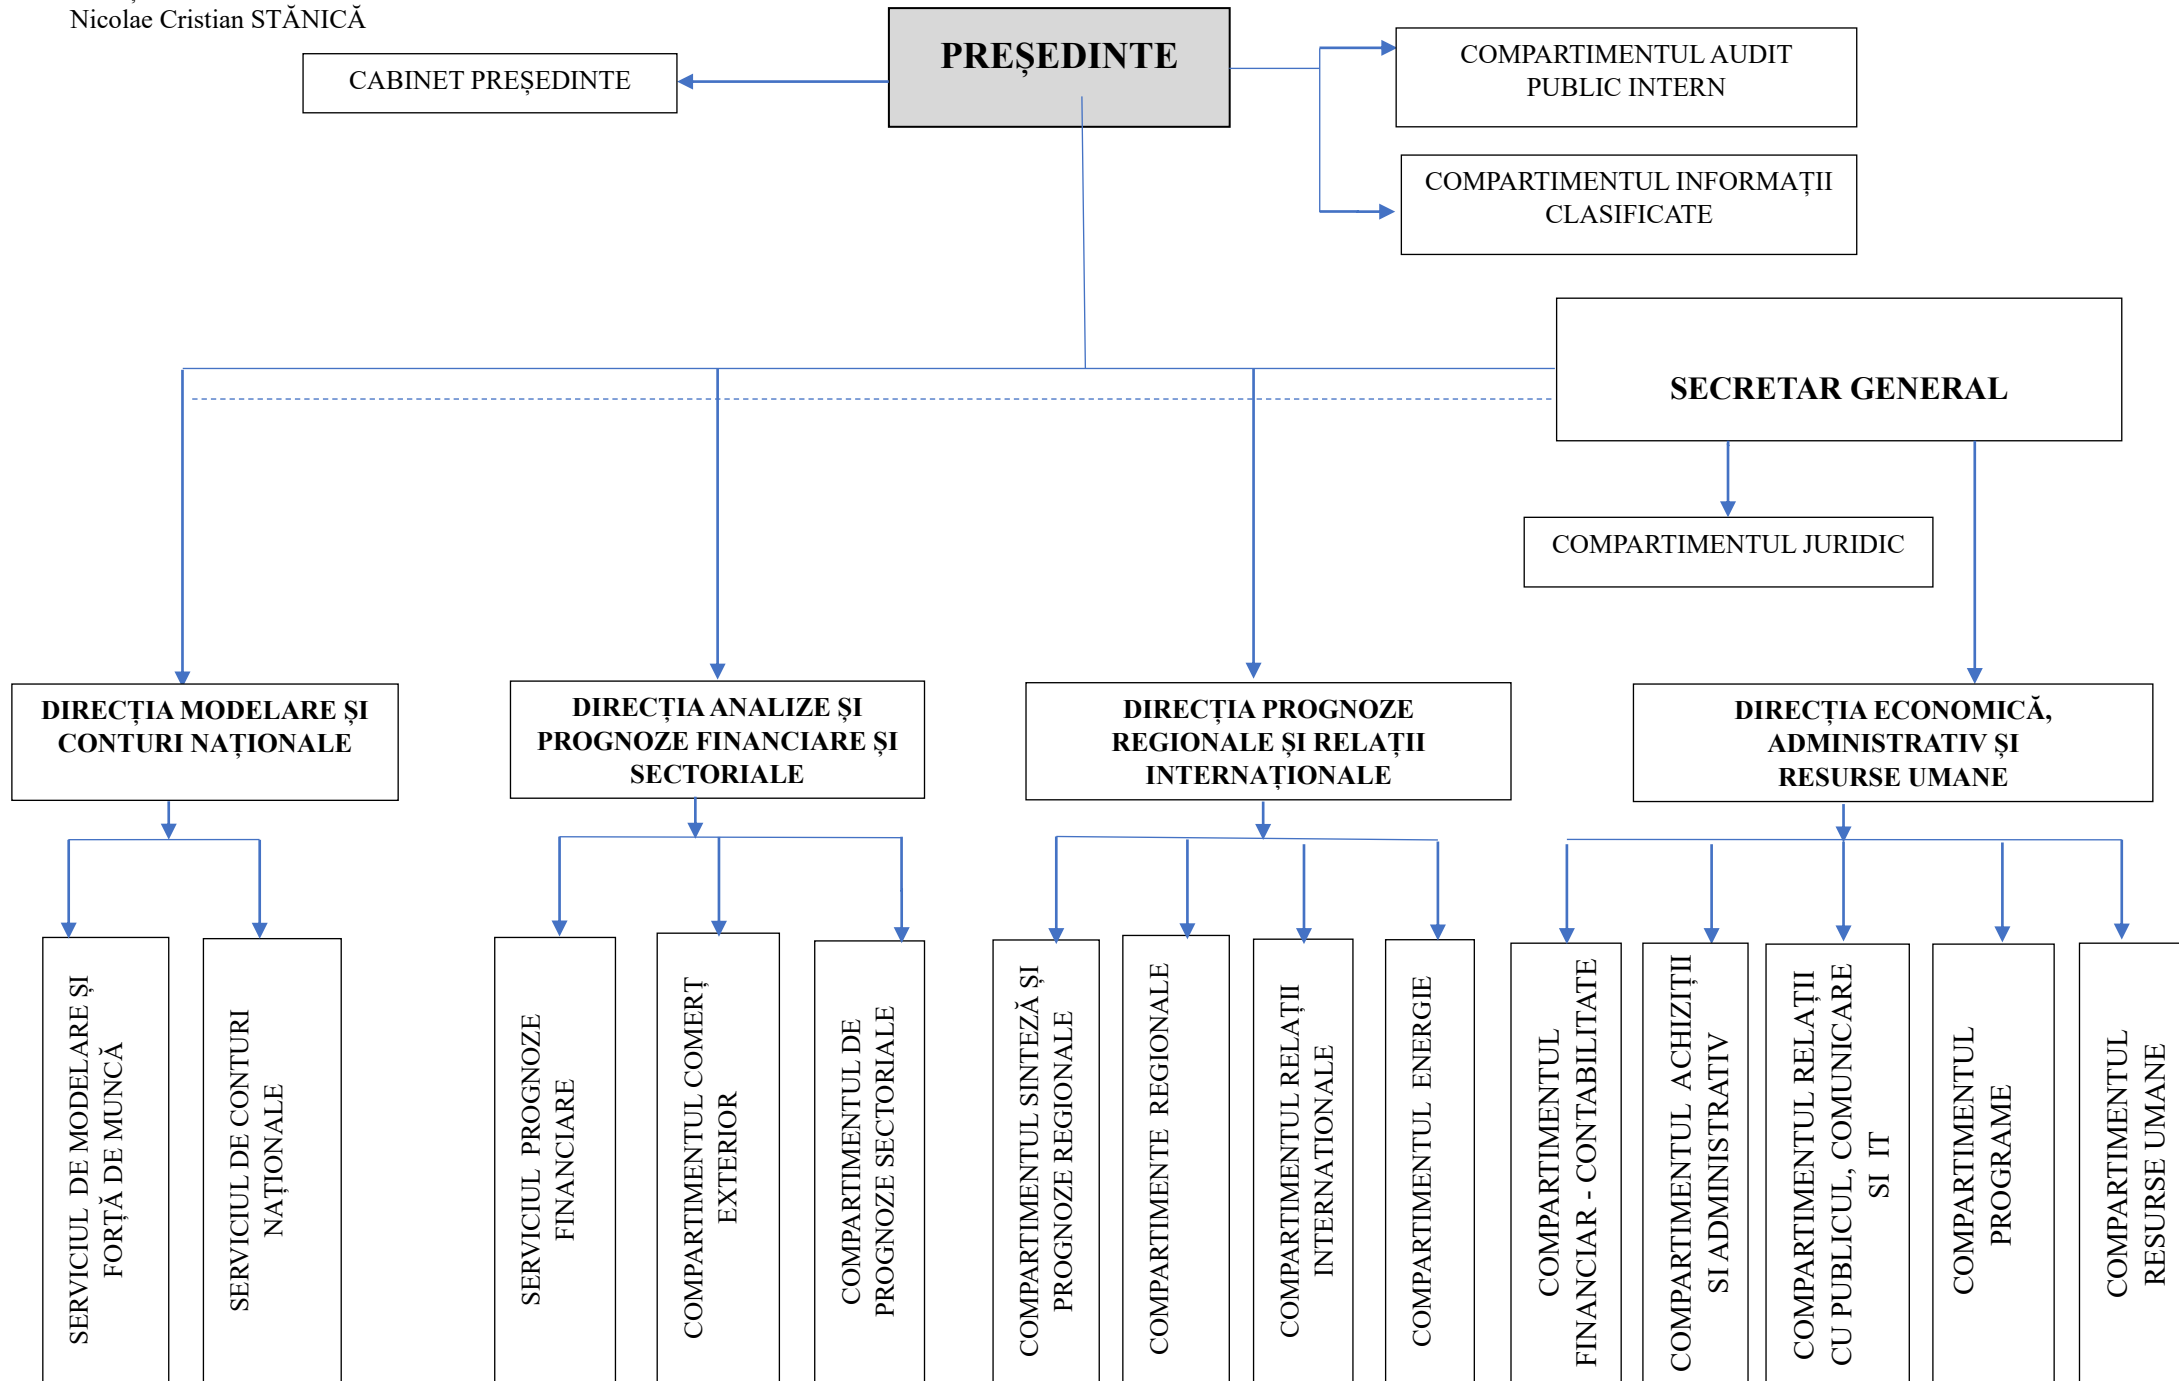 Nicolae Cristian STĂNICĂ
PREȘEDINTE
CABINET PREȘEDINTE
COMPARTIMENTUL AUDIT
PUBLIC INTERN
COMPARTIMENTUL INFORMAȚII
CLASIFICATE
SECRETAR GENERAL
COMPARTIMENTUL JURIDIC
DIRECȚIA MODELARE ȘI
CONTURI NAȚIONALE
DIRECȚIA ANALIZE ȘI
PROGNOZE FINANCIARE ȘI
SECTORIALE
DIRECȚIA PROGNOZE
REGIONALE ȘI RELAȚII
INTERNAȚIONALE
DIRECȚIA ECONOMICĂ,
ADMINISTRATIV ȘI
RESURSE UMANE
SERVICIUL DE MODELARE ȘI
FORȚĂ DE MUNCĂ
SERVICIUL DE CONTURI
NAȚIONALE
SERVICIUL PROGNOZE
FINANCIARE
COMPARTIMENTUL COMERȚ
EXTERIOR
COMPARTIMENTUL DE
PROGNOZE SECTORIALE
COMPARTIMENTUL SINTEZĂ ȘI
PROGNOZE REGIONALE
COMPARTIMENTE REGIONALE
COMPARTIMENTUL RELAȚII
INTERNATIONALE
COMPARTIMENTUL ENERGIE
COMPARTIMENTUL
FINANCIAR - CONTABILITATE
COMPARTIMENTUL ACHIZIȚII
SI ADMINISTRATIV
COMPARTIMENTUL RELAȚII
CU PUBLICUL, COMUNICARE
SI IT
COMPARTIMENTUL
PROGRAME
COMPARTIMENTUL
RESURSE UMANE